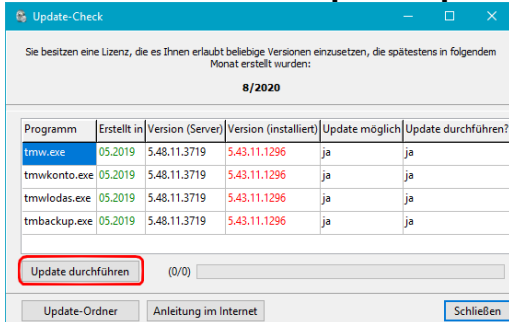 Update-Check
Sie besitzen eine Lizenz, die es Ihnen erlaubt beliebige Versionen einzusetzen, die spätestens in folgendem
Monat erstellt wurden:
8/2020
Programm Erstellt in Version (Server) Version (installiert) Update möglich Update durchführen?
tmw.exe 05.2019 5.48.11.3719 5.43.11.1296 ja ja
tmwkonto.exe 05.2019 5.48.11.3719 5.43.11.1296 ja ja
tmwlodas.exe 05.2019 5.48.11.3719 5.43.11.1296 ja ja
tmbackup.exe 05.2019 5.48.11.3719 5.43.11.1296 ja ja
Update durchführen (0/0)
Update-Ordner Anleitung im Internet Schließen